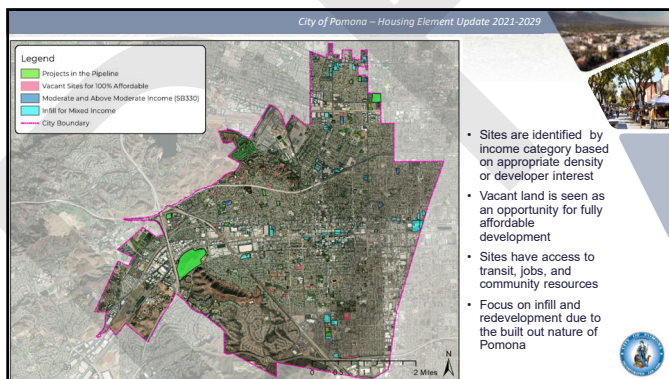 City of Pomona – Housing Element Update 2021-2029
Legend
Projects in the Pipeline
Vacant Sites for 100% Affordable
Moderate and Above Moderate Income (SB330)
Infill for Mixed Income
City Boundary
• Sites are identified by
income category based
on appropriate density
or developer interest
• Vacant land is seen as
an opportunity for fully
affordable
development
• Sites have access to
transit, jobs, and
community resources
• Focus on infill and
redevelopment due to
the built out nature of
Pomona
0 0.5 1 2 Miles
N